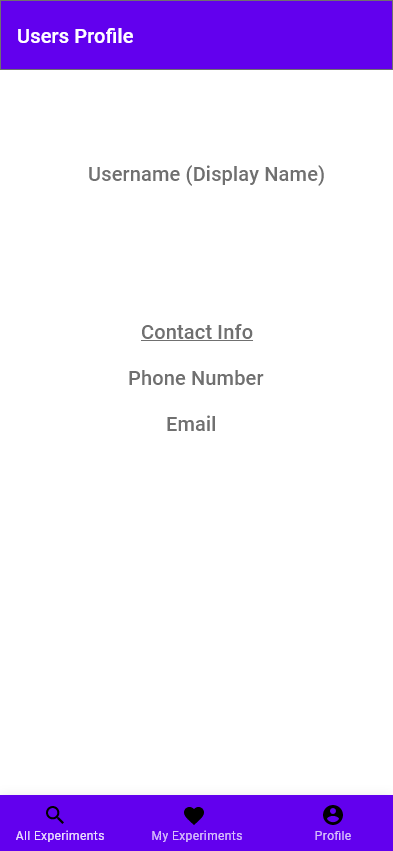 Users Profile
Username (Display Name)
Contact Info
Phone Number
Email
All Experiments
My Experiments
Profile